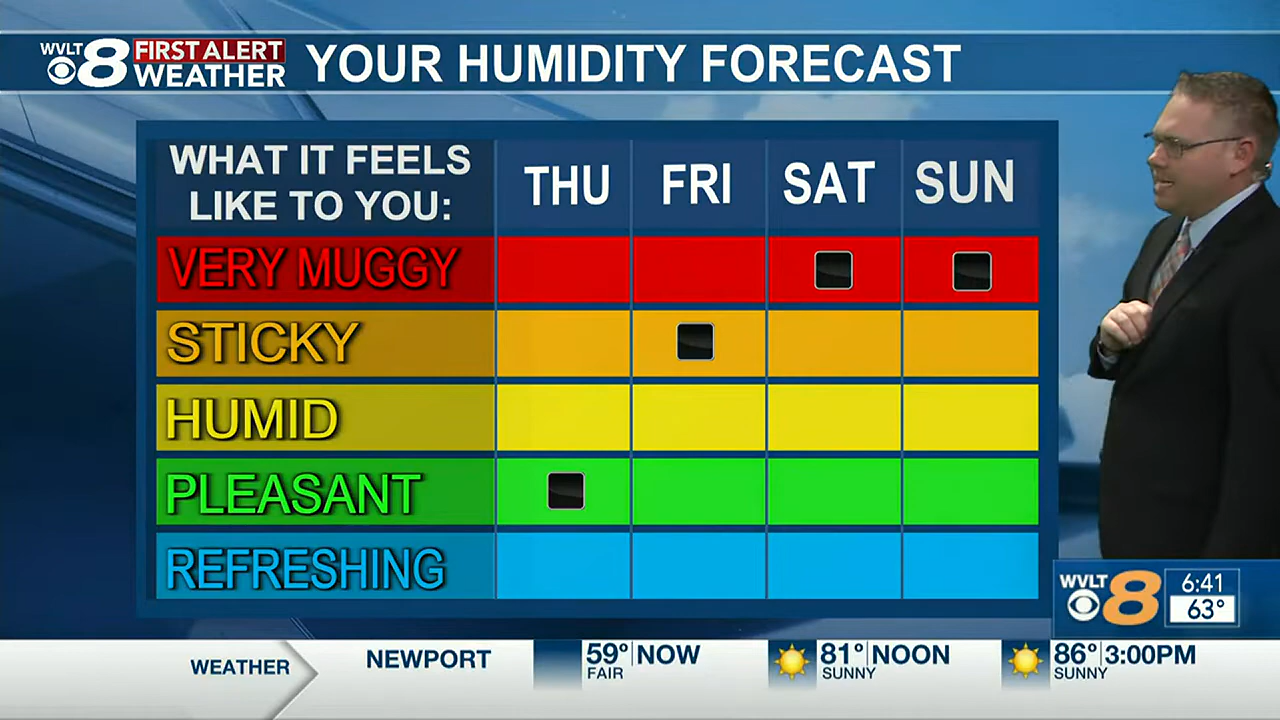 WVLT 8 FIRST ALERT WEATHER
YOUR HUMIDITY FORECAST
WHAT IT FEELS
LIKE TO YOU:
THU FRI SAT SUN
VERY MUGGY
STICKY
HUMID
PLEASANT
REFRESHING
WVLT 8
6:41
63°
WEATHER
NEWPORT
59° NOW
FAIR
81° NOON
SUNNY
86° 3:00PM
SUNNY